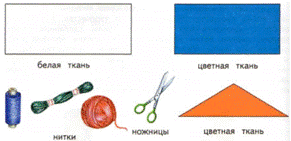 белая ткань
цветная ткань
нитки
ножницы
цветная ткань